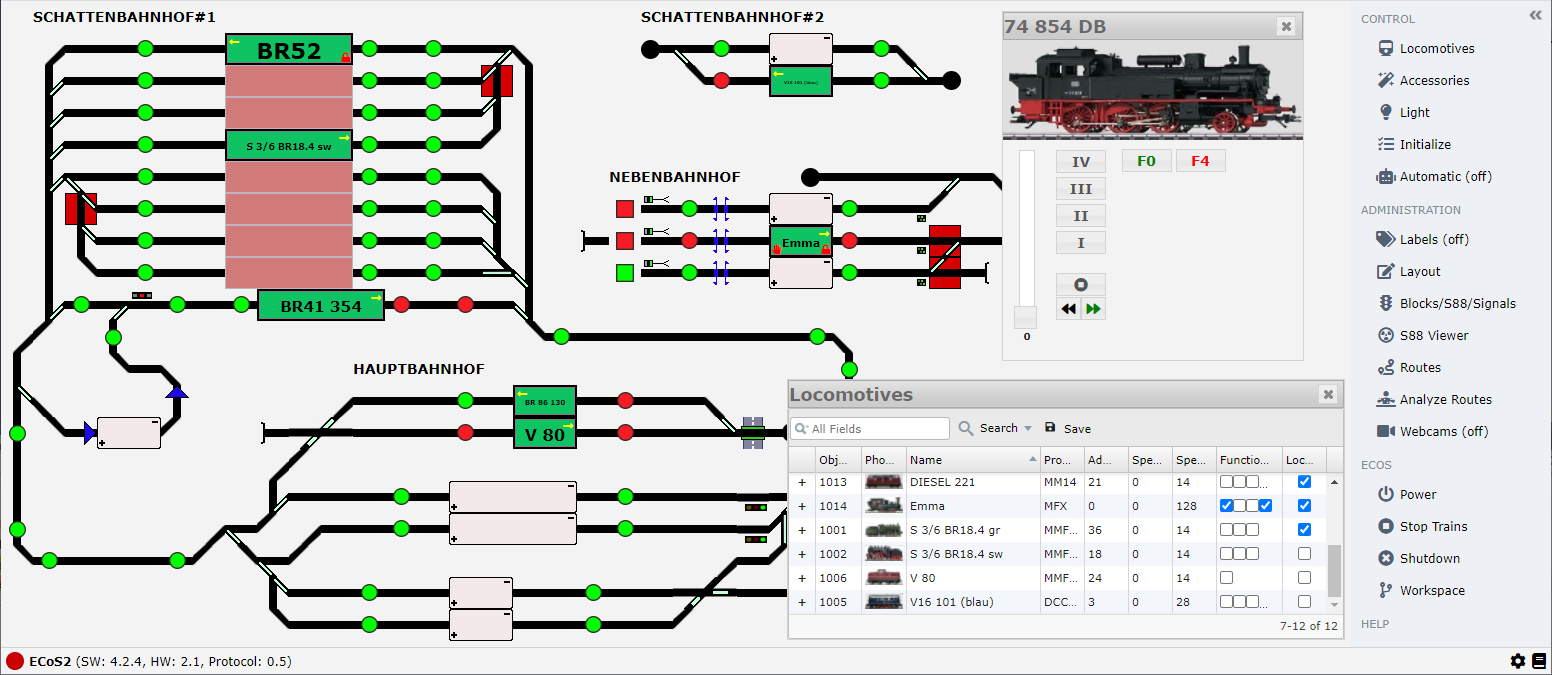 SCHATTENBAHNHOF#1
BR52
S 3/6 BR18.4 sw
BR41 354
SCHATTENBAHNHOF#2
V16 101 (blau)
NEBENBAHNHOF
Emma
HAUPTBAHNHOF
BR 86 130
V 80
74 854 DB
IV
F0
F4
III
II
I
0
Locomotives
All Fields
Search
Save
Obj...
Pho...
Name
Pro...
Ad...
Spe...
Spe...
Functio...
Loc...
+ 1013 DIESEL 221 MM14 21 0 14 ...
+ 1014 Emma MFX 0 0 128
+ 1001 S 3/6 BR18.4 gr MMF... 36 0 14
+ 1002 S 3/6 BR18.4 sw MMF... 18 0 14
+ 1006 V 80 MMF... 24 0 14
+ 1005 V16 101 (blau) DCC... 3 0 28 ...
7-12 of 12
CONTROL
Locomotives
Accessories
Light
Initialize
Automatic (off)
ADMINISTRATION
Labels (off)
Layout
Blocks/S88/Signals
S88 Viewer
Routes
Analyze Routes
Webcams (off)
ECOS
Power
Stop Trains
Shutdown
Workspace
HELP
ECoS2 (SW: 4.2.4, HW: 2.1, Protocol: 0.5)